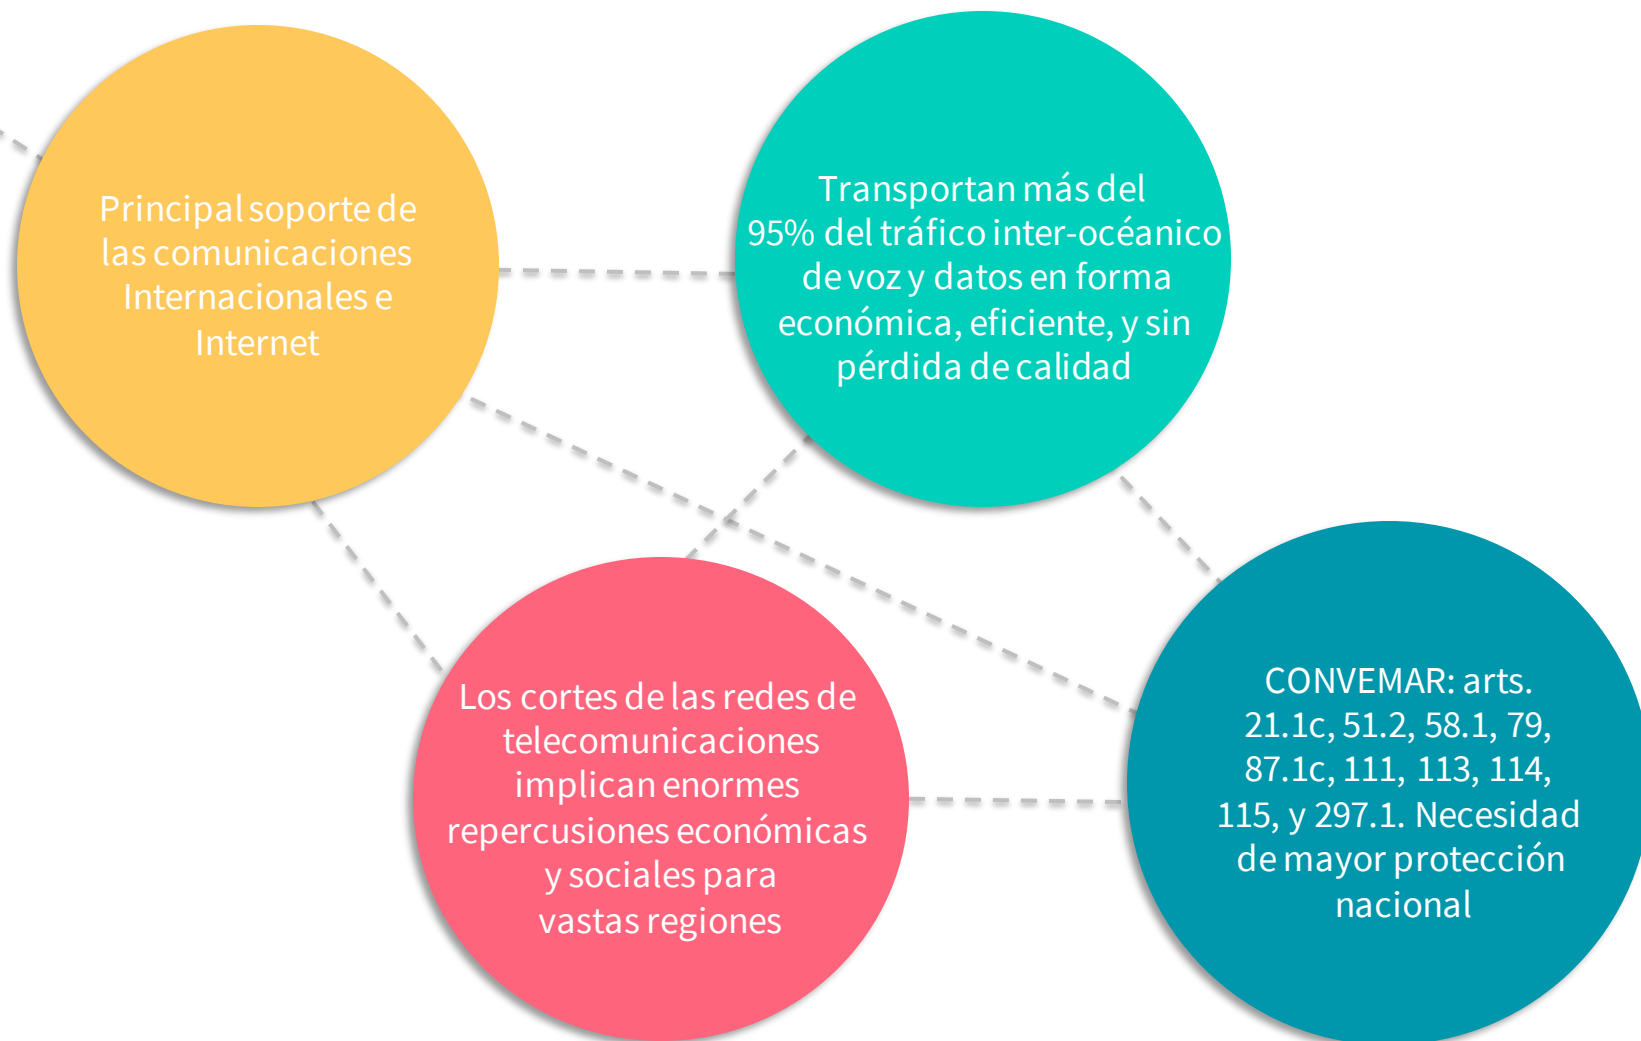 Principal soporte de
las comunicaciones
Internacionales e
Internet
Transportan más del
95% del tráfico inter-océanico
de voz y datos en forma
económica, eficiente, y sin
pérdida de calidad
Los cortes de las redes de
telecomunicaciones
implican enormes
repercusiones económicas
y sociales para
vastas regiones
CONVEMAR: arts.
21.1c, 51.2, 58.1, 79,
87.1c, 111, 113, 114,
115, y 297.1. Necesidad
de mayor protección
nacional